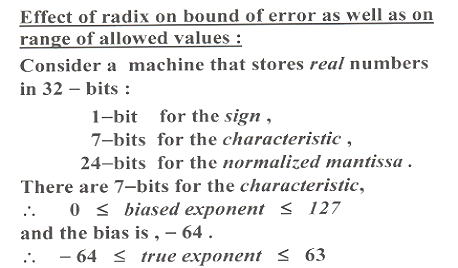 Effect of radix on bound of error as well as on
range of allowed values :
Consider a machine that stores real numbers
in 32 – bits :
1–bit for the sign ,
7–bits for the characteristic ,
24–bits for the normalized mantissa .
There are 7–bits for the characteristic,
∴ 0 ≤ biased exponent ≤ 127
and the bias is , – 64 .
∴ – 64 ≤ true exponent ≤ 63